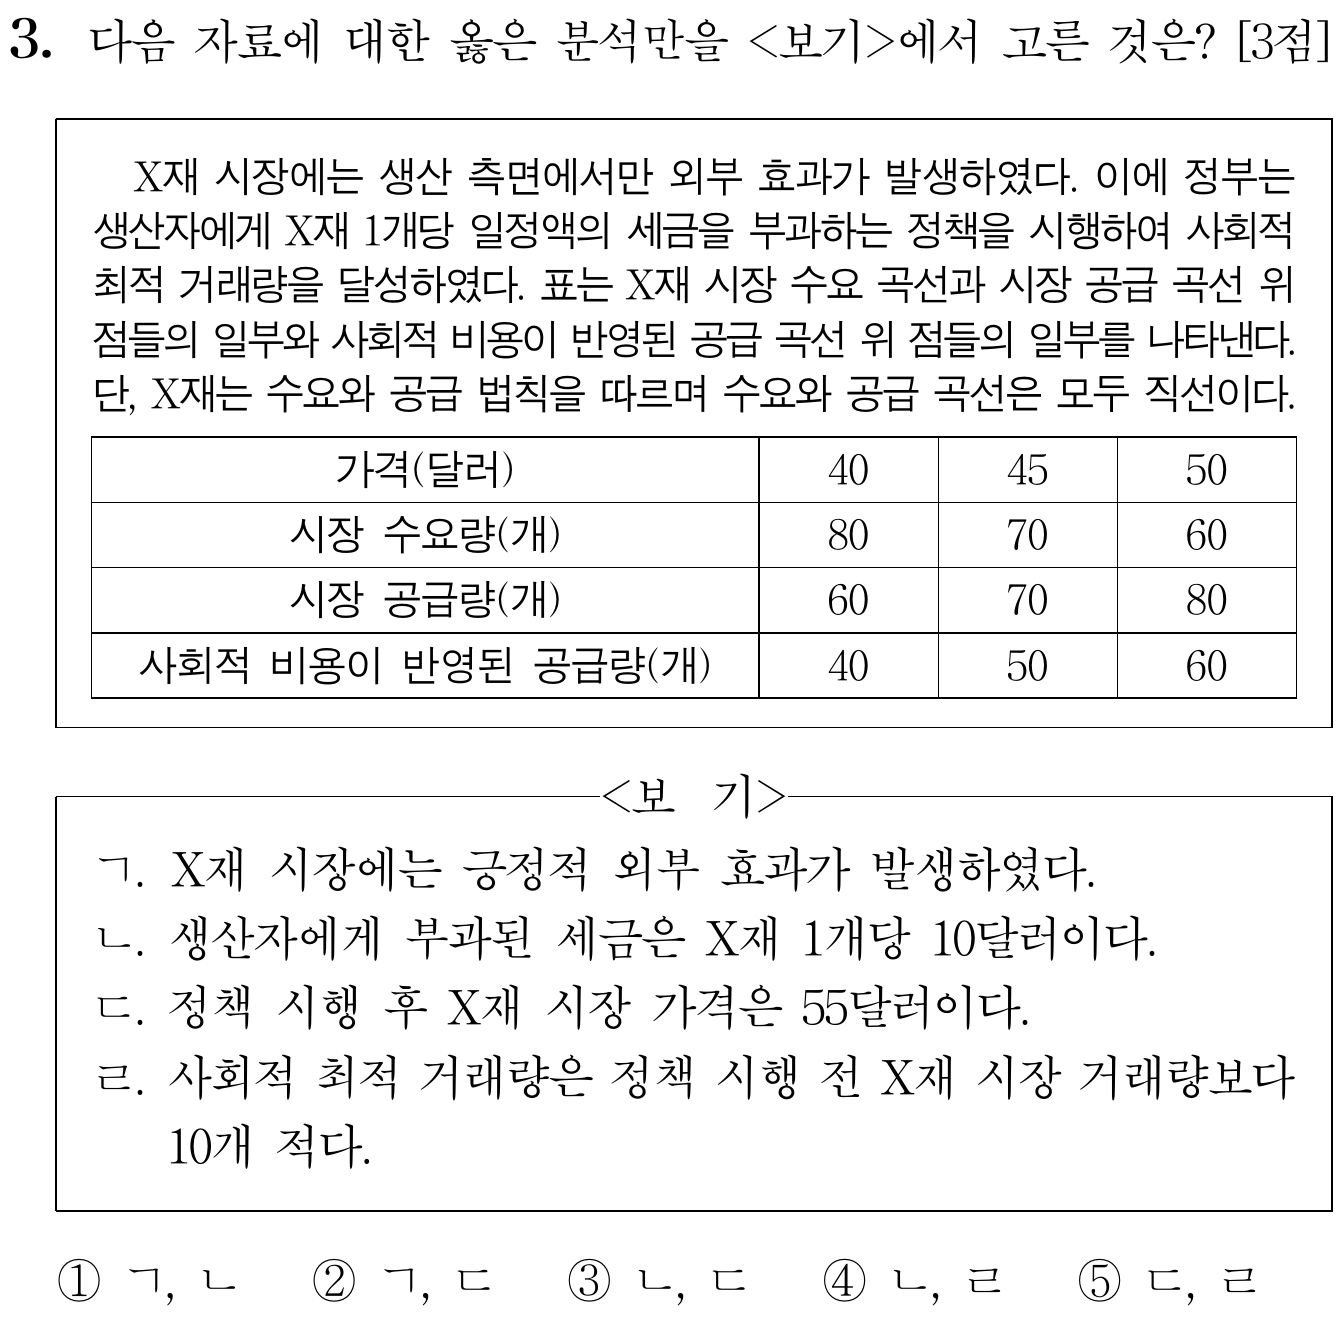 3. 다음 자료에 대한 옳은 분석만을 <보기>에서 고른 것은? [3점]
X재 시장에는 생산 측면에서만 외부 효과가 발생하였다. 이에 정부는
생산자에게 X재 1개당 일정액의 세금을 부과하는 정책을 시행하여 사회적
최적 거래량을 달성하였다. 표는 X재 시장 수요 곡선과 시장 공급 곡선 위
점들의 일부와 사회적 비용이 반영된 공급 곡선 위 점들의 일부를 나타낸다.
단, X재는 수요와 공급 법칙을 따르며 수요와 공급 곡선은 모두 직선이다.
가격(달러) 40 45 50
시장 수요량(개) 80 70 60
시장 공급량(개) 60 70 80
사회적 비용이 반영된 공급량(개) 40 50 60
<보 기>
ㄱ. X재 시장에는 긍정적 외부 효과가 발생하였다.
ㄴ. 생산자에게 부과된 세금은 X재 1개당 10달러이다.
ㄷ. 정책 시행 후 X재 시장 가격은 55달러이다.
ㄹ. 사회적 최적 거래량은 정책 시행 전 X재 시장 거래량보다
10개 적다.
① ㄱ, ㄴ ② ㄱ, ㄷ ③ ㄴ, ㄷ ④ ㄴ, ㄹ ⑤ ㄷ, ㄹ